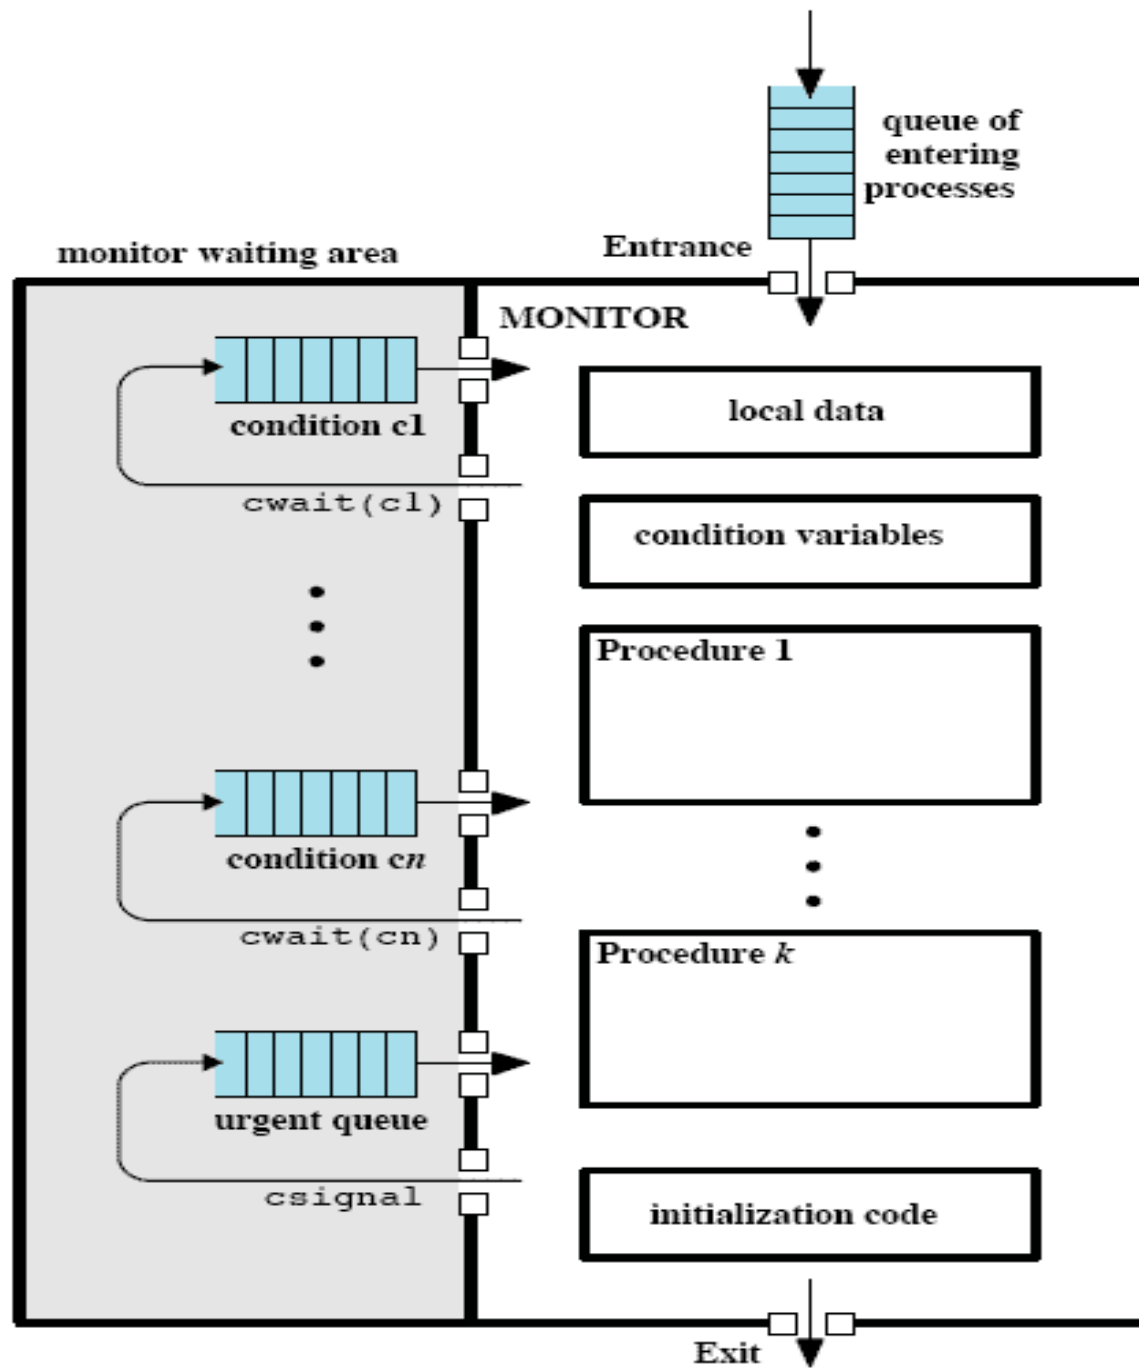 queue of
entering
processes
Entrance
monitor waiting area
MONITOR
condition c1
cwait(c1)
local data
condition variables
Procedure 1
condition cn
cwait(cn)
Procedure k
urgent queue
csignal
initialization code
Exit